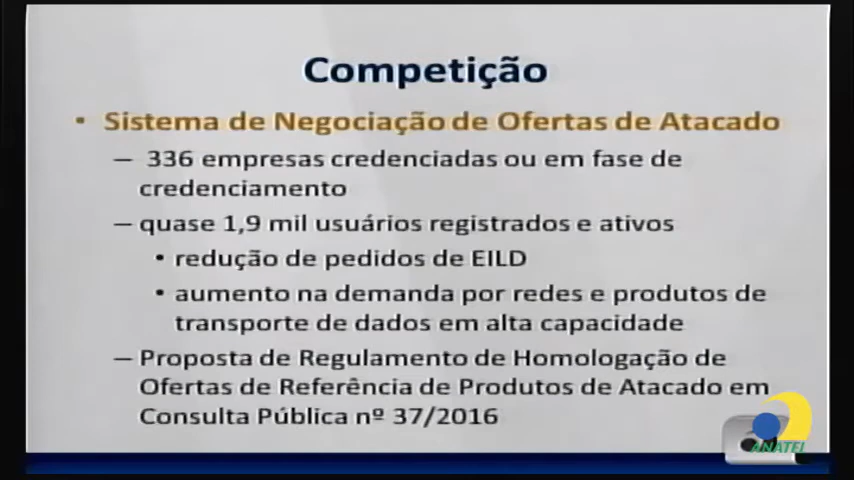 Competição
• Sistema de Negociação de Ofertas de Atacado
– 336 empresas credenciadas ou em fase de
credenciamento
– quase 1,9 mil usuários registrados e ativos
• redução de pedidos de EILD
• aumento na demanda por redes e produtos de
transporte de dados em alta capacidade
– Proposta de Regulamento de Homologação de
Ofertas de Referência de Produtos de Atacado em
Consulta Pública nº 37/2016
ANATEL